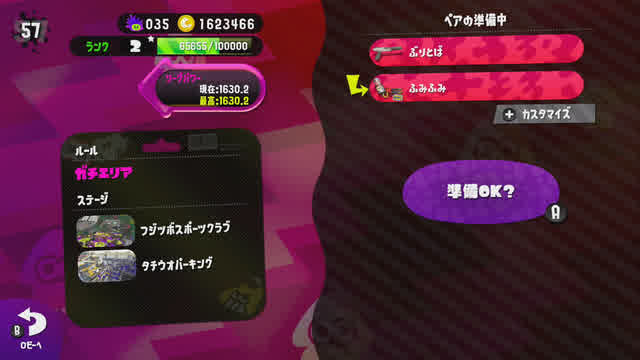 57
035
1623466
ランク 2 65655/100000
リーグパワー
現在:1630.2
最高:1630.2
ルール
ガチエリア
ステージ
フジツボスポーツクラブ
タチウオパーキング
B
ロビーへ
ペアの準備中
ぷりとば
ふみふみ
カスタマイズ
準備OK?
A